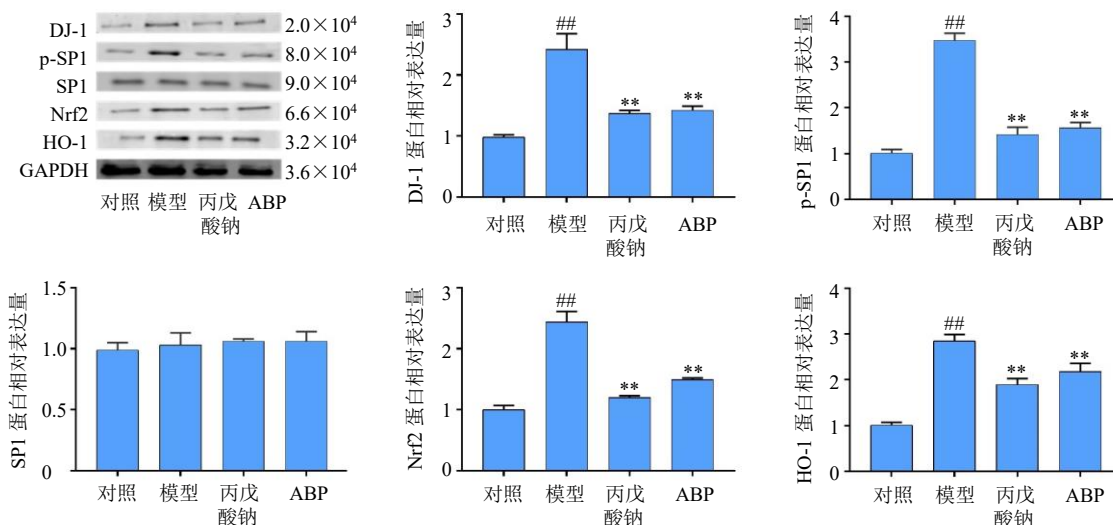 DJ-1 2.0×10⁴
p-SP1 8.0×10⁴
SP1 9.0×10⁴
Nrf2 6.6×10⁴
HO-1 3.2×10⁴
GAPDH 3.6×10⁴
对照 模型 丙戊 ABP
酸钠
DJ-1 蛋白相对表达量
3
2
1
0
##
**
**
对照 模型 丙戊 ABP
酸钠
p-SP1 蛋白相对表达量
4
3
2
1
0
##
**
**
对照 模型 丙戊 ABP
酸钠
SP1 蛋白相对表达量
1.5
1.0
0.5
0
对照 模型 丙戊 ABP
酸钠
Nrf2 蛋白相对表达量
3
2
1
0
##
**
**
对照 模型 丙戊 ABP
酸钠
HO-1 蛋白相对表达量
4
3
2
1
0
##
**
**
对照 模型 丙戊 ABP
酸钠